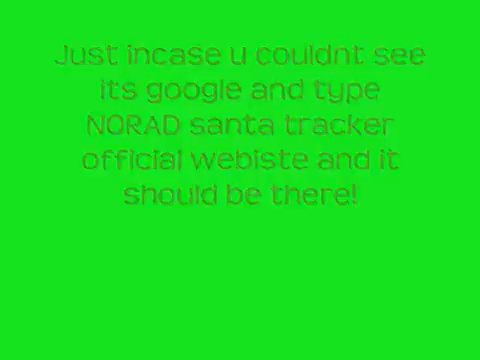 Just incase u couldnt see
its google and type
NORAD santa tracker
official webiste and it
should be there!